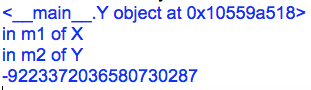 <__main__.Y object at 0x10559a518>
in m1 of X
in m2 of Y
-9223372036580730287